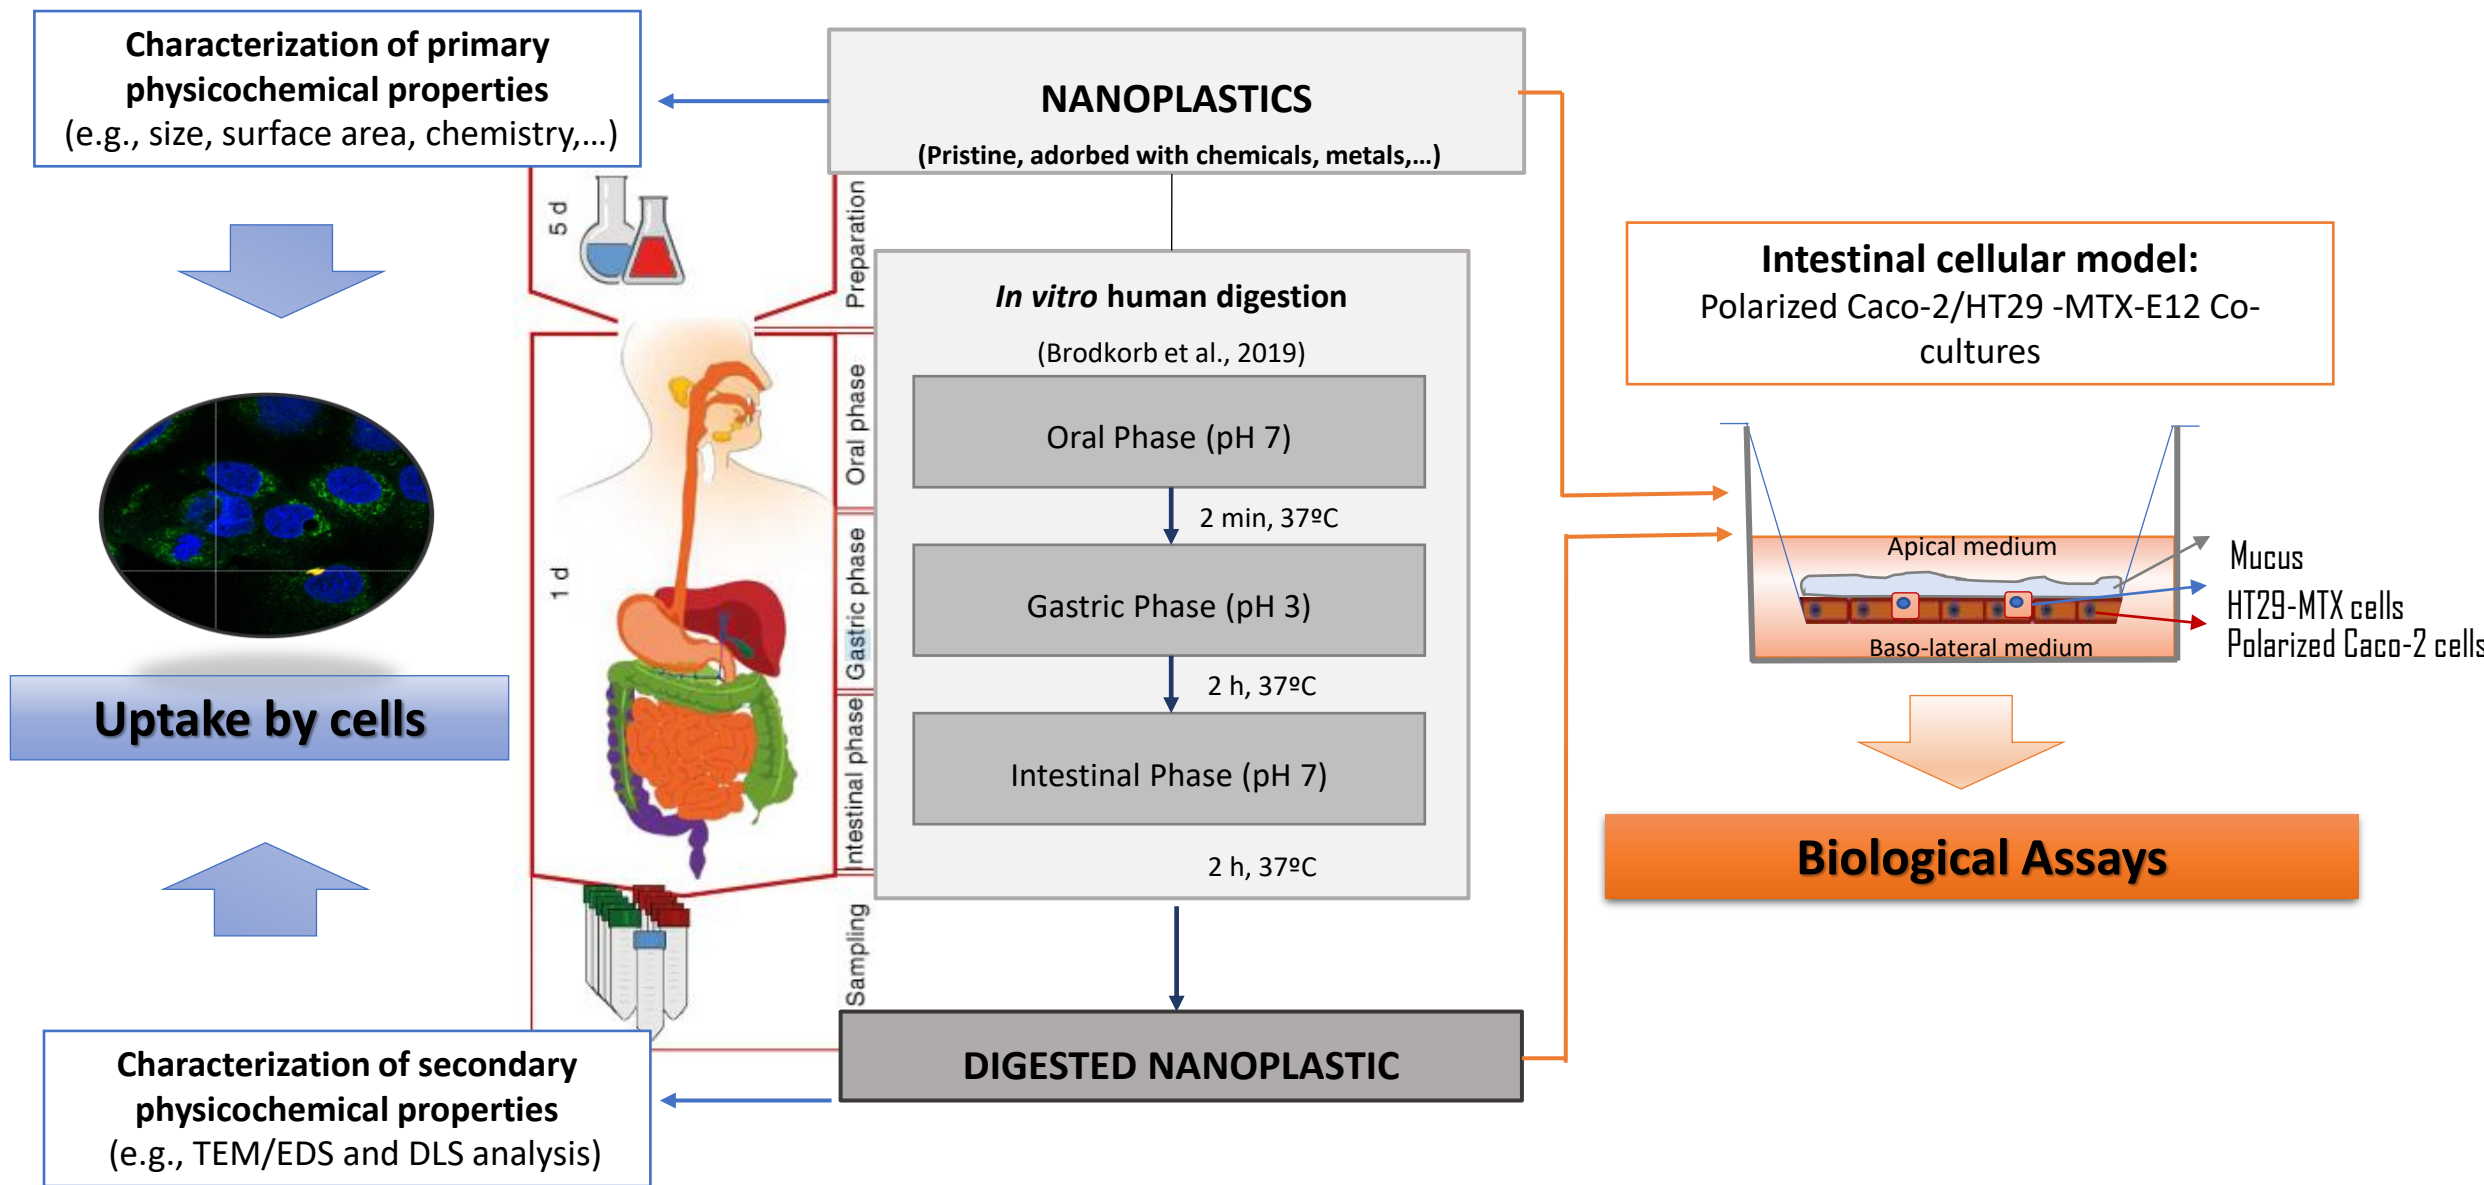 Characterization of primary
physicochemical properties
(e.g., size, surface area, chemistry,...)
NANOPLASTICS
(Pristine, adorbed with chemicals, metals,...)
5 d
Preparation
1 d
Oral phase
Gastric phase
Intestinal phase
Sampling
In vitro human digestion
(Brodkorb et al., 2019)
Oral Phase (pH 7)
2 min, 37ºC
Gastric Phase (pH 3)
2 h, 37ºC
Intestinal Phase (pH 7)
2 h, 37ºC
DIGESTED NANOPLASTIC
Uptake by cells
Characterization of secondary
physicochemical properties
(e.g., TEM/EDS and DLS analysis)
Intestinal cellular model:
Polarized Caco-2/HT29 -MTX-E12 Co-
cultures
Apical medium
Baso-lateral medium
Mucus
HT29-MTX cells
Polarized Caco-2 cells
Biological Assays